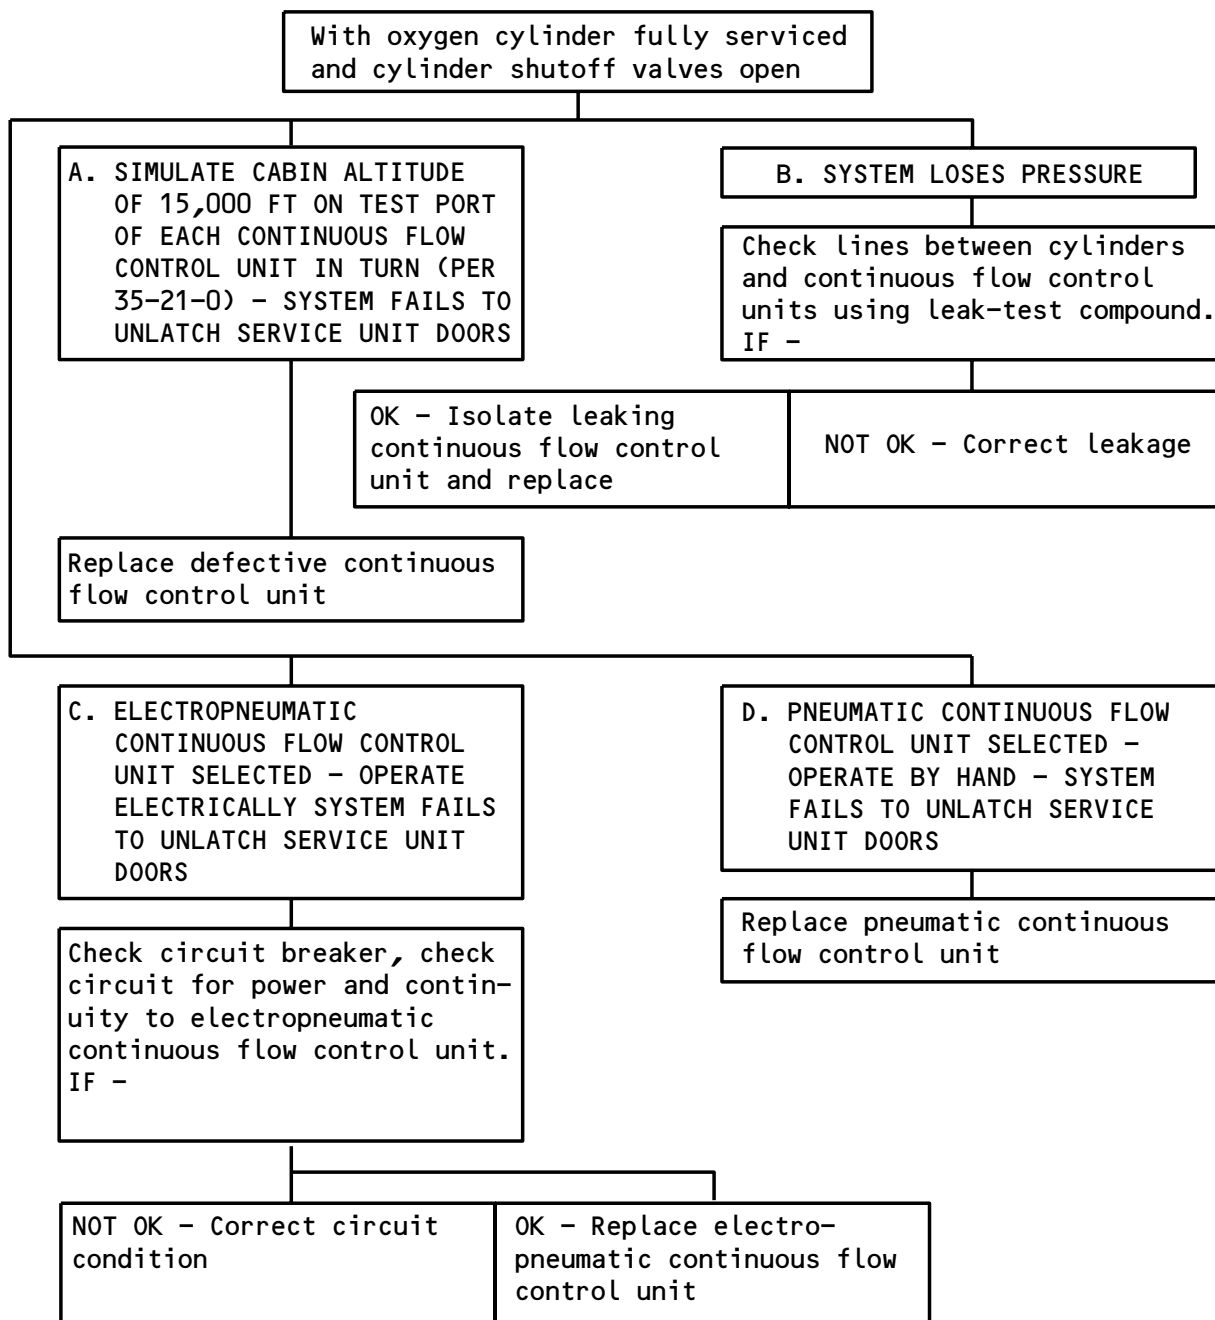 With oxygen cylinder fully serviced
and cylinder shutoff valves open
A. SIMULATE CABIN ALTITUDE
OF 15,000 FT ON TEST PORT
OF EACH CONTINUOUS FLOW
CONTROL UNIT IN TURN (PER
35-21-0) - SYSTEM FAILS TO
UNLATCH SERVICE UNIT DOORS
B. SYSTEM LOSES PRESSURE
Check lines between cylinders
and continuous flow control
units using leak-test compound.
IF -
OK - Isolate leaking
continuous flow control
unit and replace
NOT OK - Correct leakage
Replace defective continuous
flow control unit
C. ELECTROPNEUMATIC
CONTINUOUS FLOW CONTROL
UNIT SELECTED - OPERATE
ELECTRICALLY SYSTEM FAILS
TO UNLATCH SERVICE UNIT
DOORS
D. PNEUMATIC CONTINUOUS FLOW
CONTROL UNIT SELECTED -
OPERATE BY HAND - SYSTEM
FAILS TO UNLATCH SERVICE
UNIT DOORS
Replace pneumatic continuous
flow control unit
Check circuit breaker, check
circuit for power and contin-
uity to electropneumatic
continuous flow control unit.
IF -
NOT OK - Correct circuit
condition
OK - Replace electro-
pneumatic continuous flow
control unit